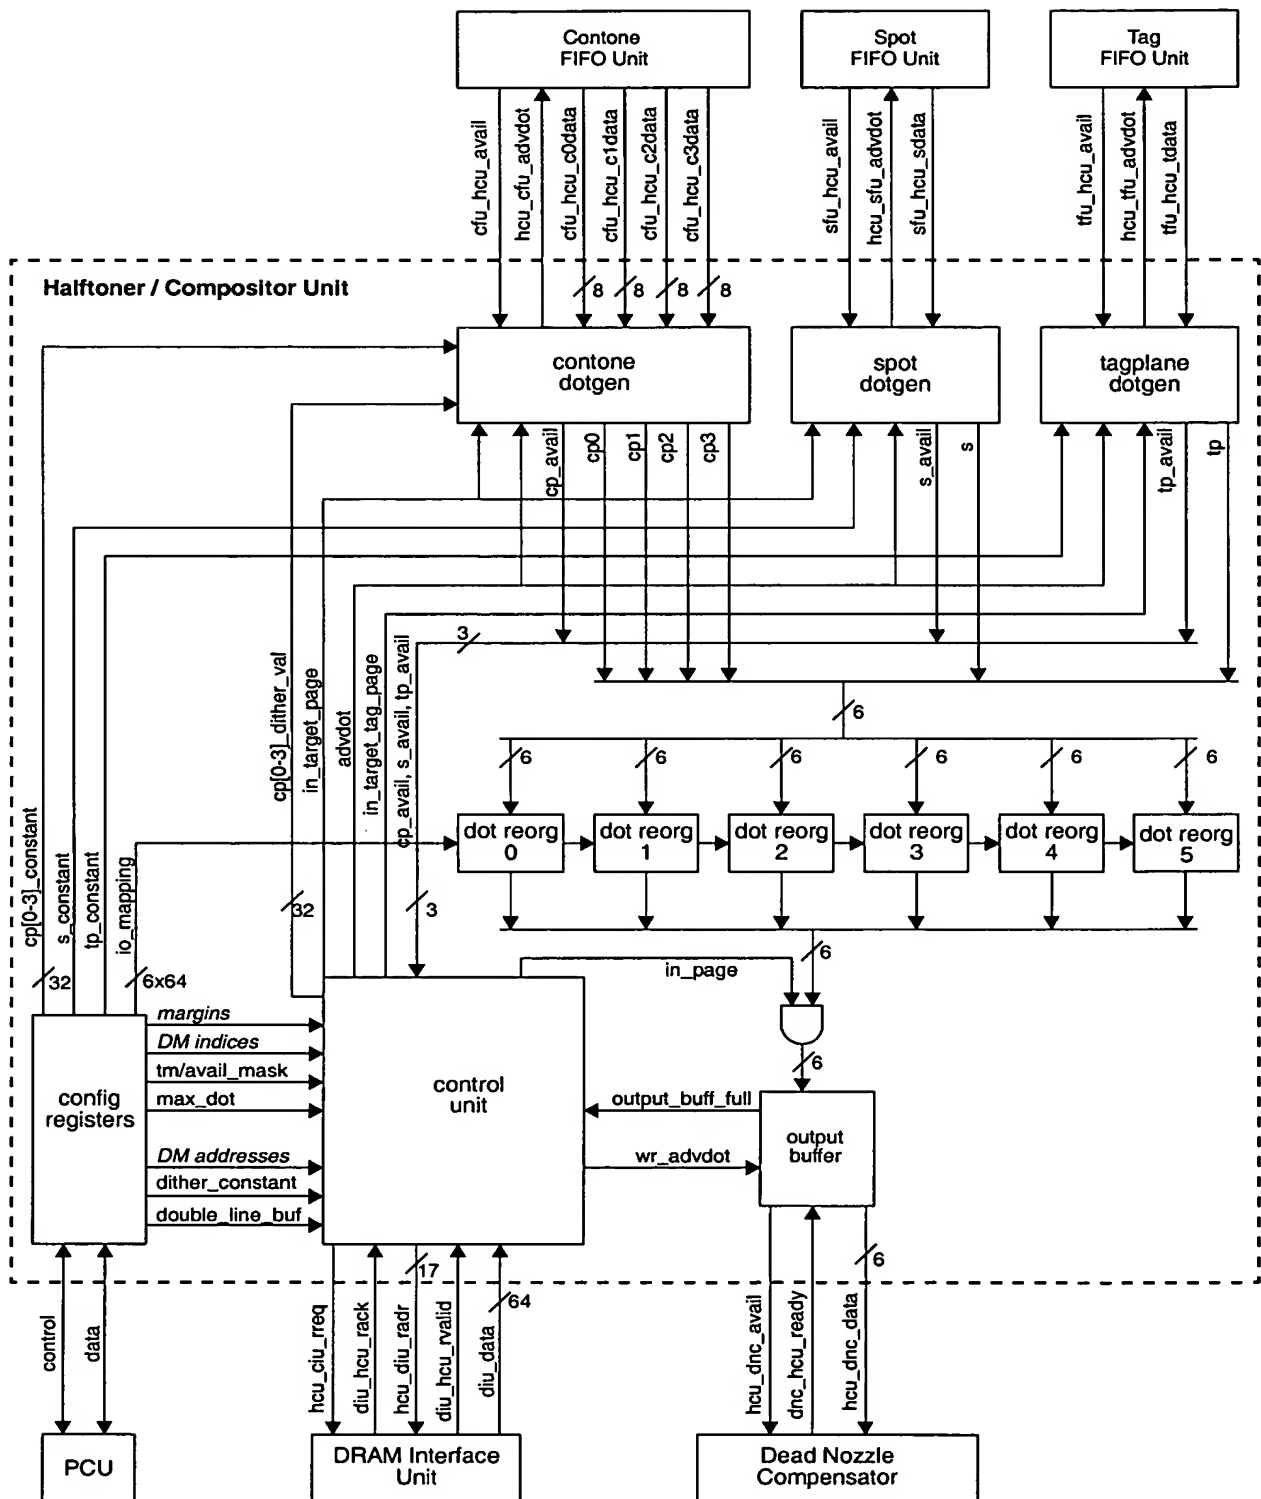 Contone
FIFO Unit
Spot
FIFO Unit
Tag
FIFO Unit
cfu_hcu_avail
hcu_cfu_advdot
cfu_hcu_c0data
cfu_hcu_c1data
cfu_hcu_c2data
cfu_hcu_c3data
sfu_hcu_avail
hcu_sfu_advdot
sfu_hcu_sdata
tfu_hcu_avail
hcu_tfu_advdot
tfu_hcu_tdata
Halftoner / Compositor Unit
8
8
8
8
contone
dotgen
spot
dotgen
tagplane
dotgen
cp_avail
cp0
cp1
cp2
cp3
s_avail
s
tp_avail
tp
3
6
6
6
6
6
6
6
cp[0-3]_dither_val
in_target_page
advdot
in_target_tag_page
cp_avail, s_avail, tp_avail
dot reorg
0
dot reorg
1
dot reorg
2
dot reorg
3
dot reorg
4
dot reorg
5
cp[0-3]_constant
s_constant
tp_constant
io_mapping
32
3
32
6x64
in_page
6
6
margins
DM indices
tm/avail_mask
max_dot
DM addresses
dither_constant
double_line_buf
config
registers
control
unit
output_buff_full
wr_advdot
output
buffer
17
64
6
control
data
hcu_ciu_rreq
diu_hcu_rack
hcu_diu_radr
diu_hcu_rvalid
diu_data
hcu_dnc_avail
dnc_hcu_ready
hcu_dnc_data
PCU
DRAM Interface
Unit
Dead Nozzle
Compensator